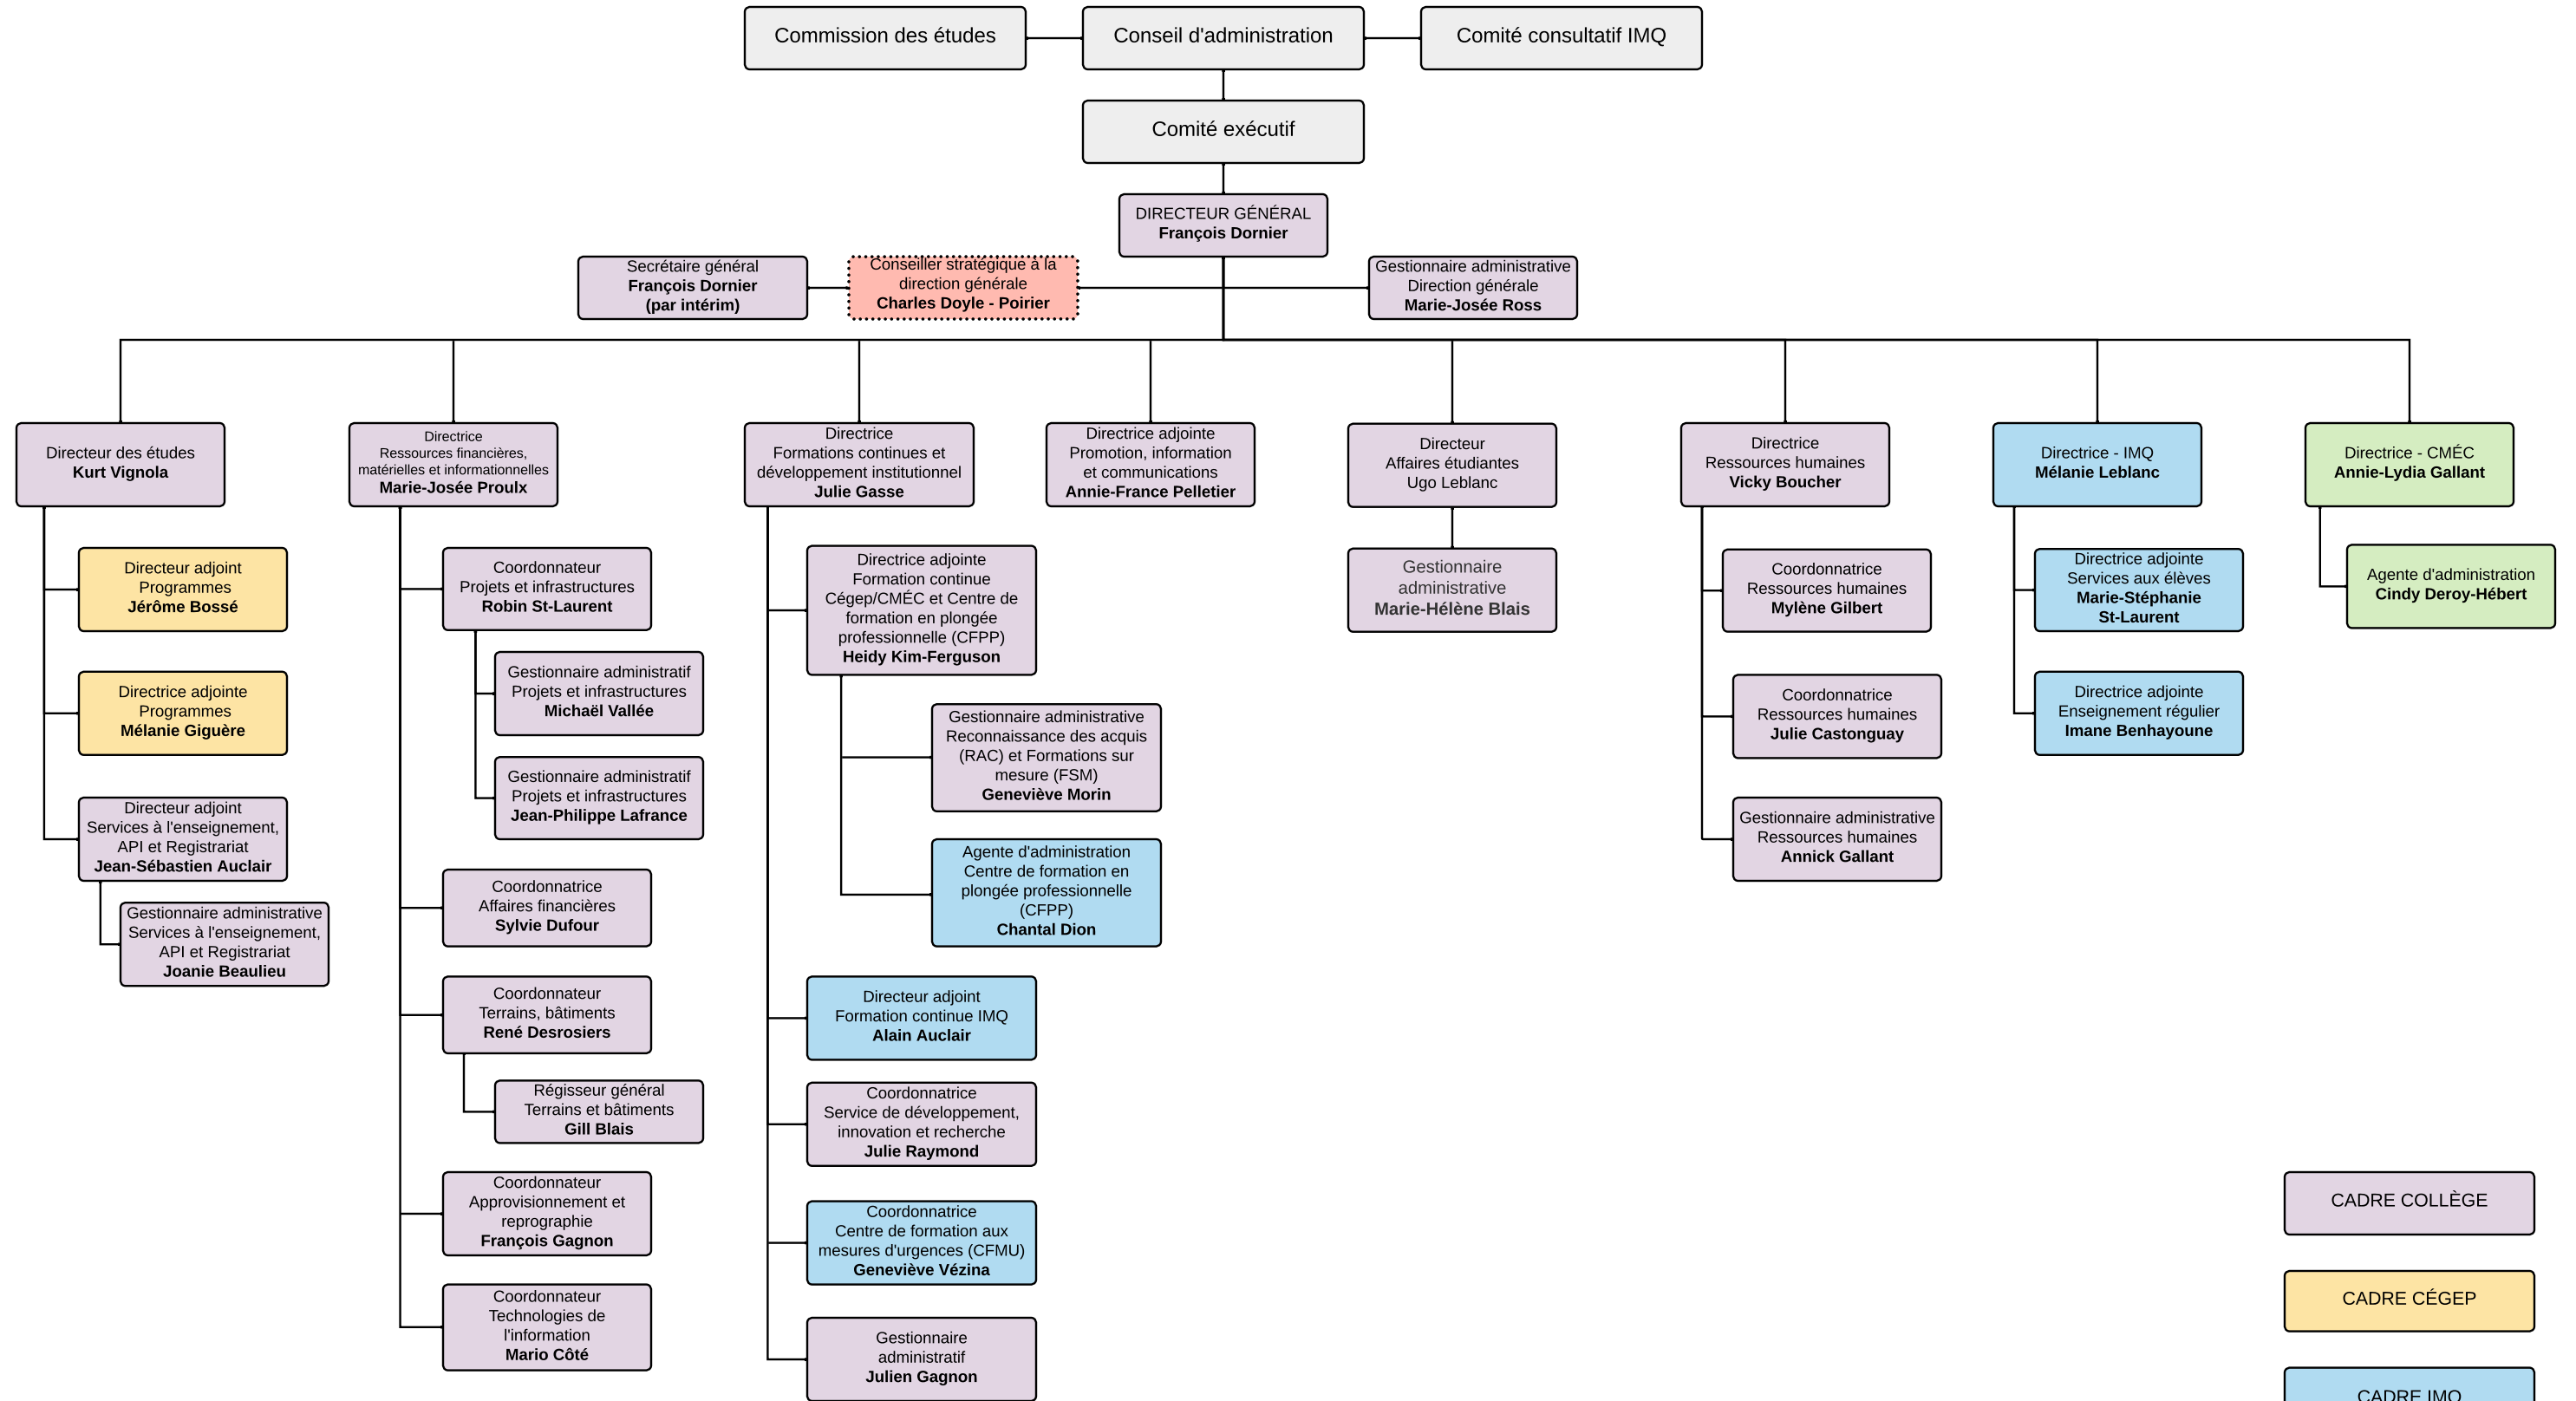 Commission des études
Conseil d'administration
Comité consultatif IMQ
Comité exécutif
DIRECTEUR GÉNÉRAL
François Dornier
Secrétaire général
François Dornier
(par intérim)
Conseiller stratégique à la
direction générale
Charles Doyle - Poirier
Gestionnaire administrative
Direction générale
Marie-Josée Ross
Directeur des études
Kurt Vignola
Directeur adjoint
Programmes
Jérôme Bossé
Directrice adjointe
Programmes
Mélanie Giguère
Directeur adjoint
Services à l'enseignement,
API et Registrariat
Jean-Sébastien Auclair
Gestionnaire administrative
Services à l'enseignement,
API et Registrariat
Joanie Beaulieu
Directrice
Ressources financières,
matérielles et informationnelles
Marie-Josée Proulx
Coordonnateur
Projets et infrastructures
Robin St-Laurent
Gestionnaire administratif
Projets et infrastructures
Michaël Vallée
Gestionnaire administratif
Projets et infrastructures
Jean-Philippe Lafrance
Coordonnatrice
Affaires financières
Sylvie Dufour
Coordonnateur
Terrains, bâtiments
René Desrosiers
Régisseur général
Terrains et bâtiments
Gill Blais
Coordonnateur
Approvisionnement et
reprographie
François Gagnon
Coordonnateur
Technologies de
l'information
Mario Côté
Directrice
Formations continues et
développement institutionnel
Julie Gasse
Directrice adjointe
Formation continue
Cégep/CMÉC et Centre de
formation en plongée
professionnelle (CFPP)
Heidy Kim-Ferguson
Gestionnaire administrative
Reconnaissance des acquis
(RAC) et Formations sur
mesure (FSM)
Geneviève Morin
Agente d'administration
Centre de formation en
plongée professionnelle
(CFPP)
Chantal Dion
Directeur adjoint
Formation continue IMQ
Alain Auclair
Coordonnatrice
Service de développement,
innovation et recherche
Julie Raymond
Coordonnatrice
Centre de formation aux
mesures d'urgences (CFMU)
Geneviève Vézina
Gestionnaire
administratif
Julien Gagnon
Directrice adjointe
Promotion, information
et communications
Annie-France Pelletier
Directeur
Affaires étudiantes
Ugo Leblanc
Gestionnaire
administrative
Marie-Hélène Blais
Directrice
Ressources humaines
Vicky Boucher
Coordonnatrice
Ressources humaines
Mylène Gilbert
Coordonnatrice
Ressources humaines
Julie Castonguay
Gestionnaire administrative
Ressources humaines
Annick Gallant
Directrice - IMQ
Mélanie Leblanc
Directrice adjointe
Services aux élèves
Marie-Stéphanie
St-Laurent
Directrice adjointe
Enseignement régulier
Imane Benhayoune
Directrice - CMÉC
Annie-Lydia Gallant
Agente d'administration
Cindy Deroy-Hébert
CADRE COLLÈGE
CADRE CÉGEP
CADRE IMQ